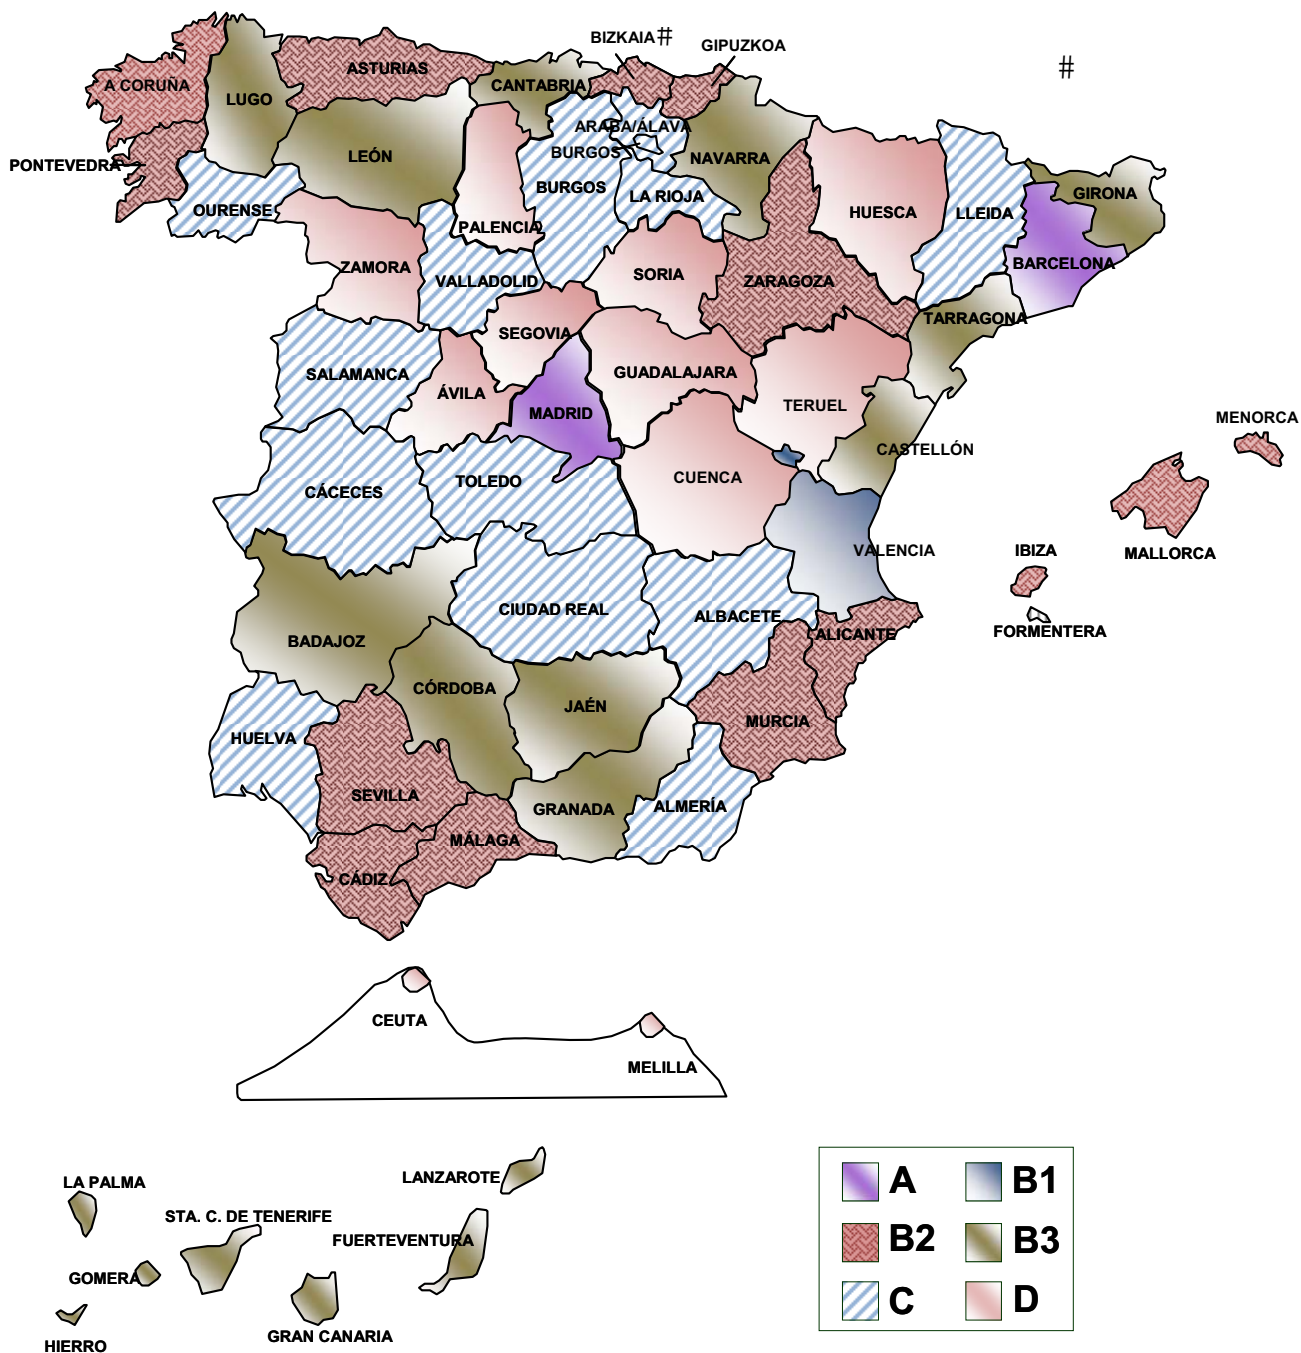 BIZKAIA #
GIPUZKOA
#
ASTURIAS
A CORUÑA
CANTABRIA
LUGO
ARABA/ÁLAVA
BURGOS
LEÓN
NAVARRA
PONTEVEDRA
BURGOS
LA RIOJA
GIRONA
OURENSE
PALENCIA
HUESCA
LLEIDA
ZAMORA
VALLADOLID
SORIA
ZARAGOZA
BARCELONA
TARRAGONA
SEGOVIA
SALAMANCA
GUADALAJARA
ÁVILA
MADRID
TERUEL
MENORCA
CASTELLÓN
CÁCECES
TOLEDO
CUENCA
VALENCIA
IBIZA
MALLORCA
CIUDAD REAL
ALBACETE
FORMENTERA
BADAJOZ
ALICANTE
CÓRDOBA
JAÉN
MURCIA
HUELVA
SEVILLA
GRANADA
ALMERÍA
MÁLAGA
CÁDIZ
CEUTA
MELILLA
LA PALMA
LANZAROTE
STA. C. DE TENERIFE
FUERTEVENTURA
GOMERA
GRAN CANARIA
HIERRO
A B1
B2 B3
C D